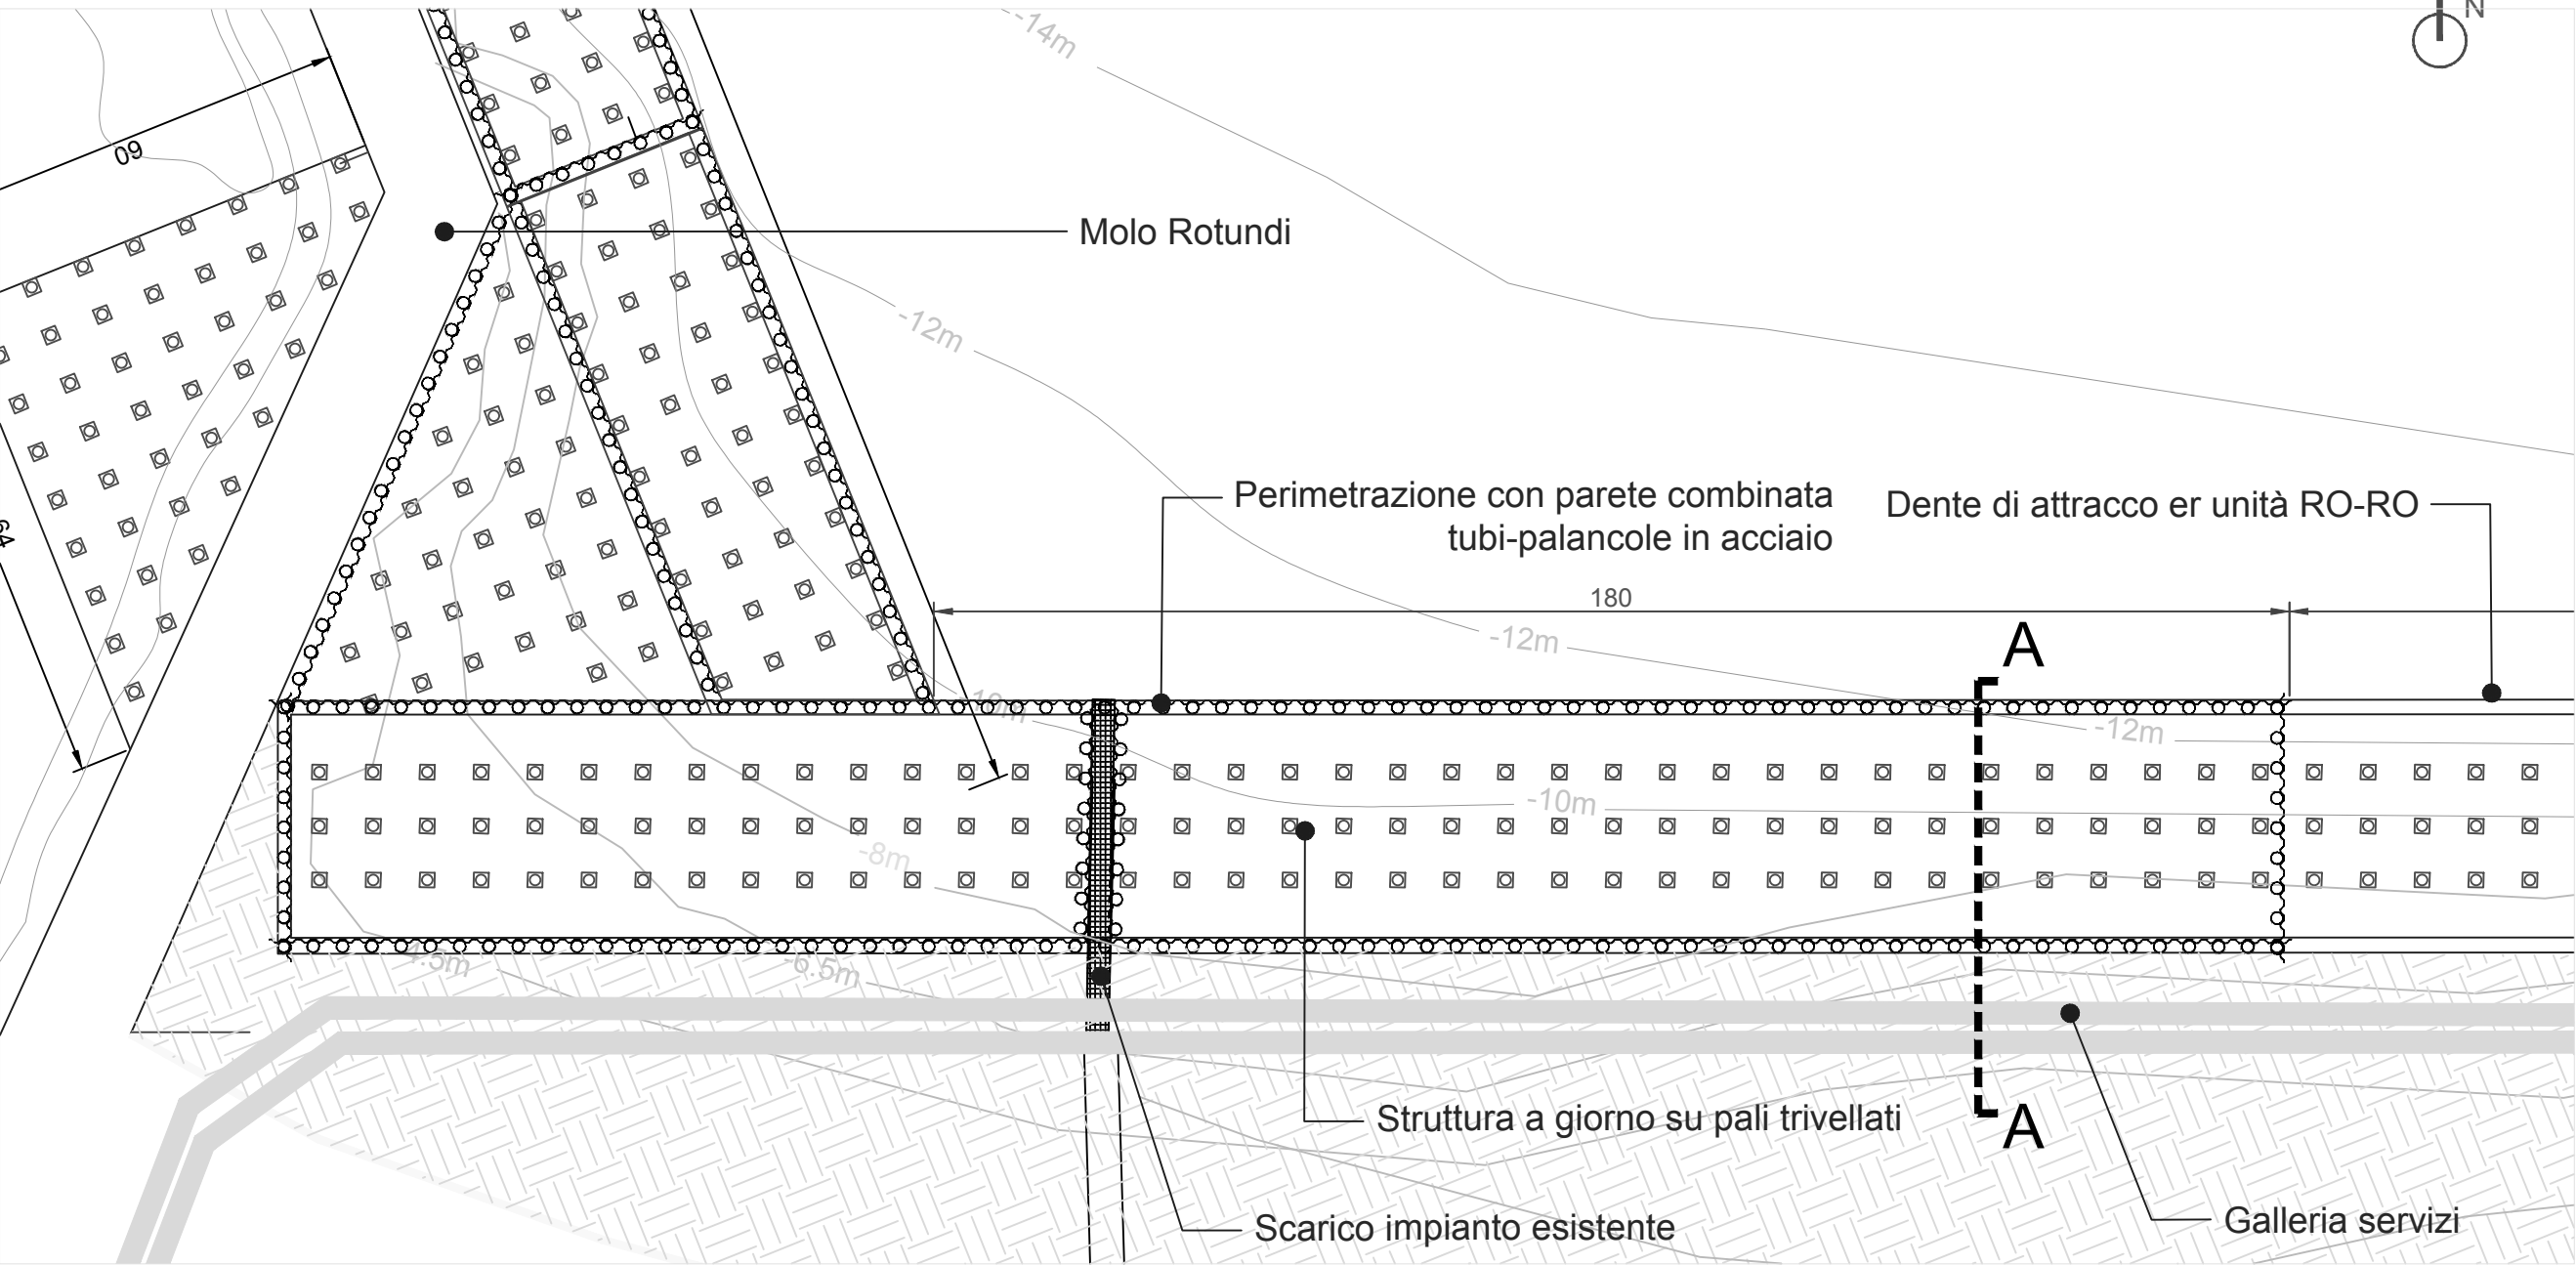 N
-14m
60
Molo Rotundi
-12m
Perimetrazione con parete combinata
tubi-palancole in acciaio
Dente di attracco er unità RO-RO
64
180
-12m
A
-10m
-12m
-10m
-8m
-4.5m
-6.5m
Struttura a giorno su pali trivellati
A
Scarico impianto esistente
Galleria servizi